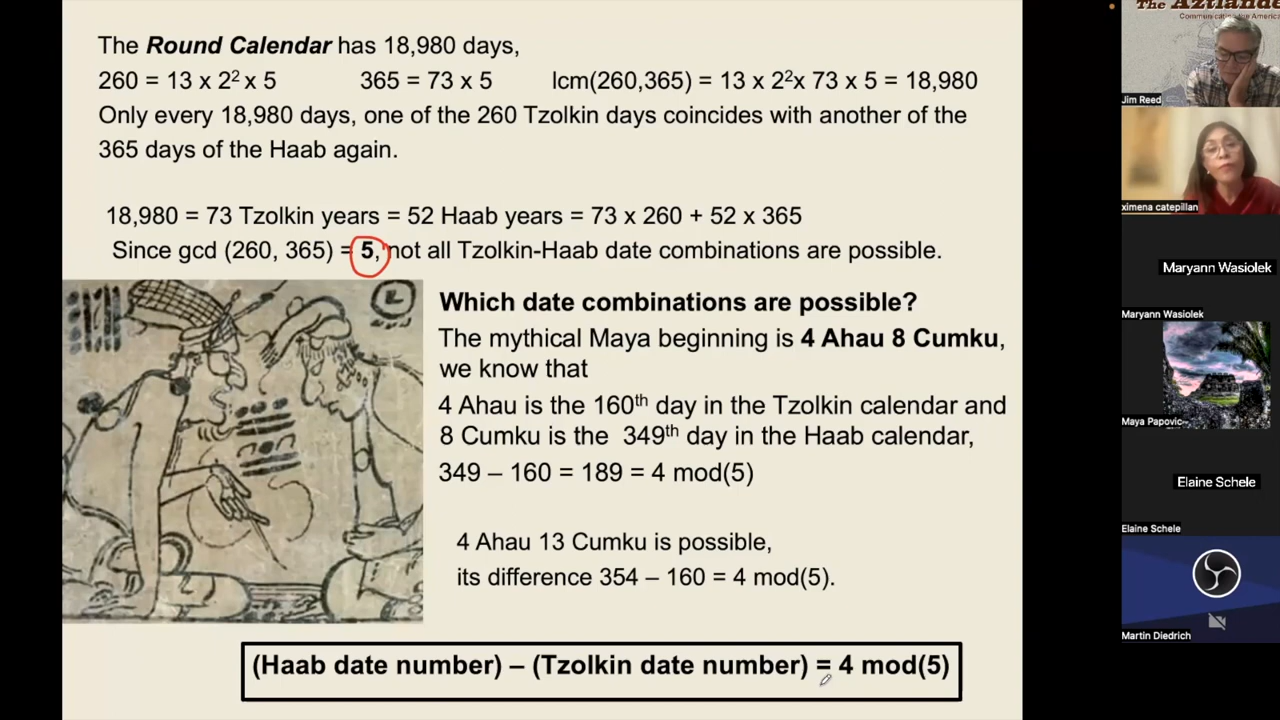 The Round Calendar has 18,980 days,
260 = 13 x 2² x 5 365 = 73 x 5 lcm(260,365) = 13 x 2²x 73 x 5 = 18,980
Only every 18,980 days, one of the 260 Tzolkin days coincides with another of the
365 days of the Haab again.
18,980 = 73 Tzolkin years = 52 Haab years = 73 x 260 + 52 x 365
Since gcd (260, 365) = 5, not all Tzolkin-Haab date combinations are possible.
Which date combinations are possible?
The mythical Maya beginning is 4 Ahau 8 Cumku,
we know that
4 Ahau is the 160th day in the Tzolkin calendar and
8 Cumku is the 349th day in the Haab calendar,
349 – 160 = 189 = 4 mod(5)
4 Ahau 13 Cumku is possible,
its difference 354 – 160 = 4 mod(5).
(Haab date number) – (Tzolkin date number) = 4 mod(5)
The Aztlande
Jim Reed
ximena catepillan
Maryann Wasiolek
Maryann Wasiolek
Maya Papovic
Elaine Schele
Elaine Schele
Martin Diedrich